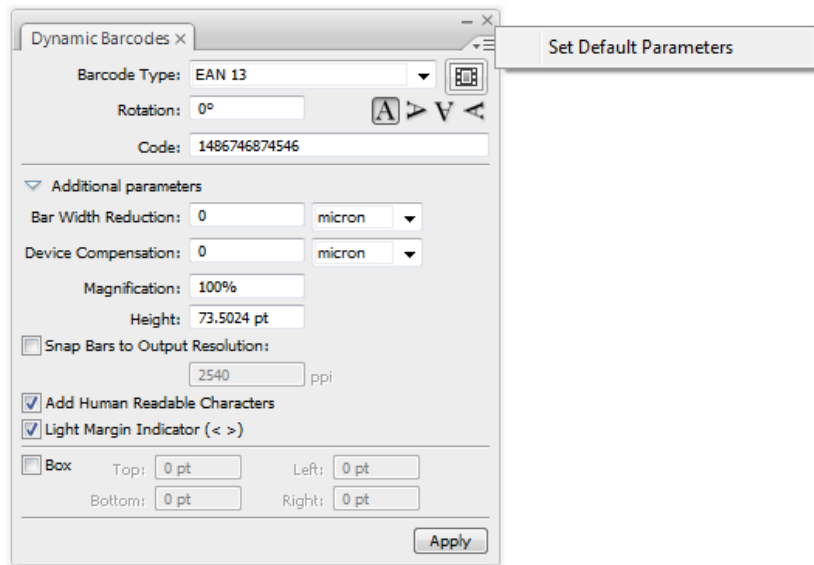 Dynamic Barcodes ×
Set Default Parameters
Barcode Type: EAN 13
Rotation: 0°
A A A A
Code: 1486746874546
Additional parameters
Bar Width Reduction: 0 micron
Device Compensation: 0 micron
Magnification: 100%
Height: 73.5024 pt
Snap Bars to Output Resolution:
2540 ppi
Add Human Readable Characters
Light Margin Indicator (< >)
Box Top: 0 pt Left: 0 pt
Bottom: 0 pt Right: 0 pt
Apply